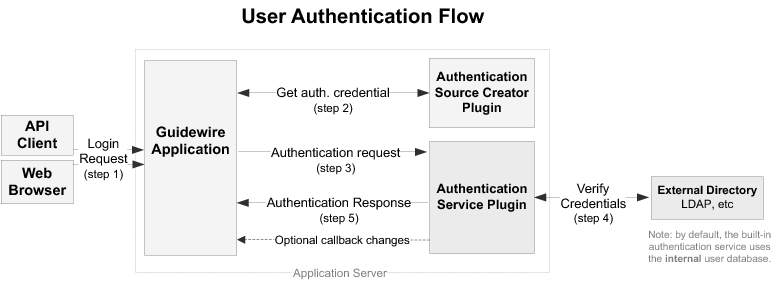 User Authentication Flow
API
Client
Web
Browser
Login
Request
(step 1)
Guidewire
Application
Get auth. credential
(step 2)
Authentication
Source Creator
Plugin
Authentication request
(step 3)
Authentication Response
(step 5)
Optional callback changes
Authentication
Service Plugin
Verify
Credentials
(step 4)
External Directory
LDAP, etc
Note: by default, the built-in
authentication service uses
the internal user database.
Application Server